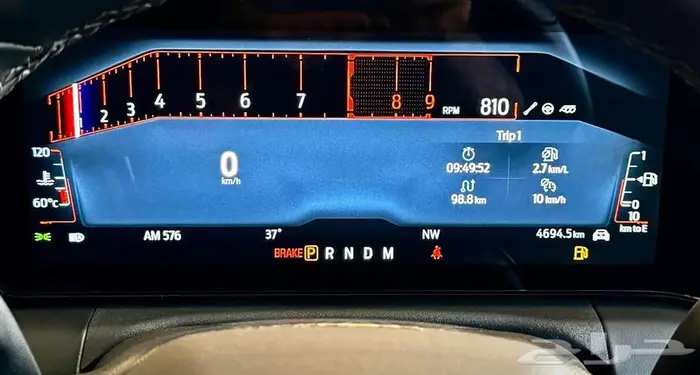 2 3 4 5 6 7 8 9 RPM 810
Trip 1
120
60°C
0
km/h
09:49:52 2.7 km/L
98.8 km 10 km/h
1
0
10
km to E
AM 576 37° NW 4694.5 km
BRAKE P R N D M
حراج